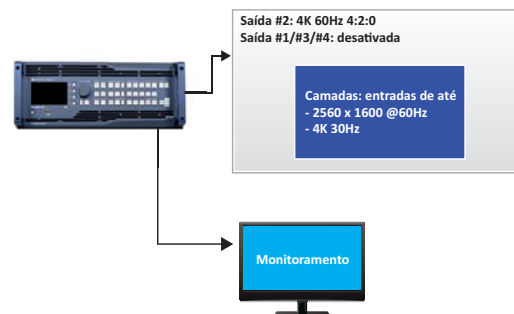 Saída #2: 4K 60Hz 4:2:0
Saída #1/#3/#4: desativada
Camadas: entradas de até
- 2560 x 1600 @60Hz
- 4K 30Hz
Monitoramento